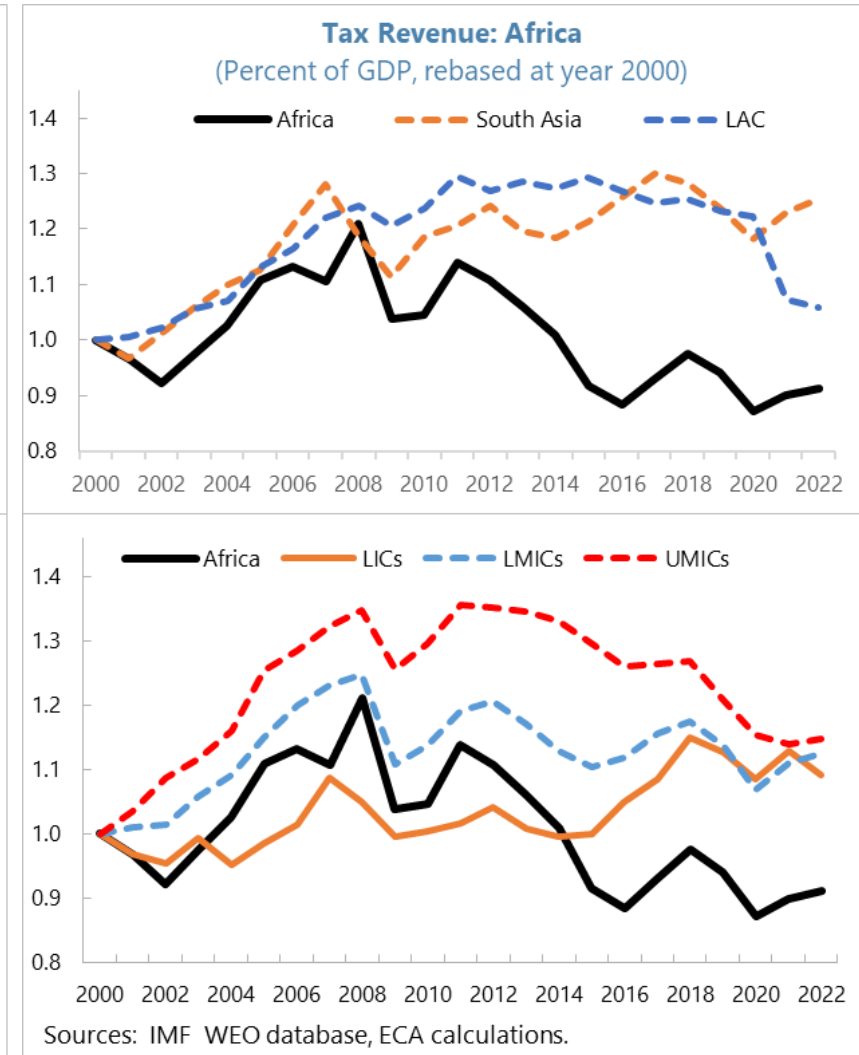 Tax Revenue: Africa
(Percent of GDP, rebased at year 2000)
Africa South Asia LAC
1.4
1.3
1.2
1.1
1.0
0.9
0.8
2000 2002 2004 2006 2008 2010 2012 2014 2016 2018 2020 2022
Africa LICs LMICs UMICs
1.4
1.3
1.2
1.1
1.0
0.9
0.8
2000 2002 2004 2006 2008 2010 2012 2014 2016 2018 2020 2022
Sources: IMF WEO database, ECA calculations.